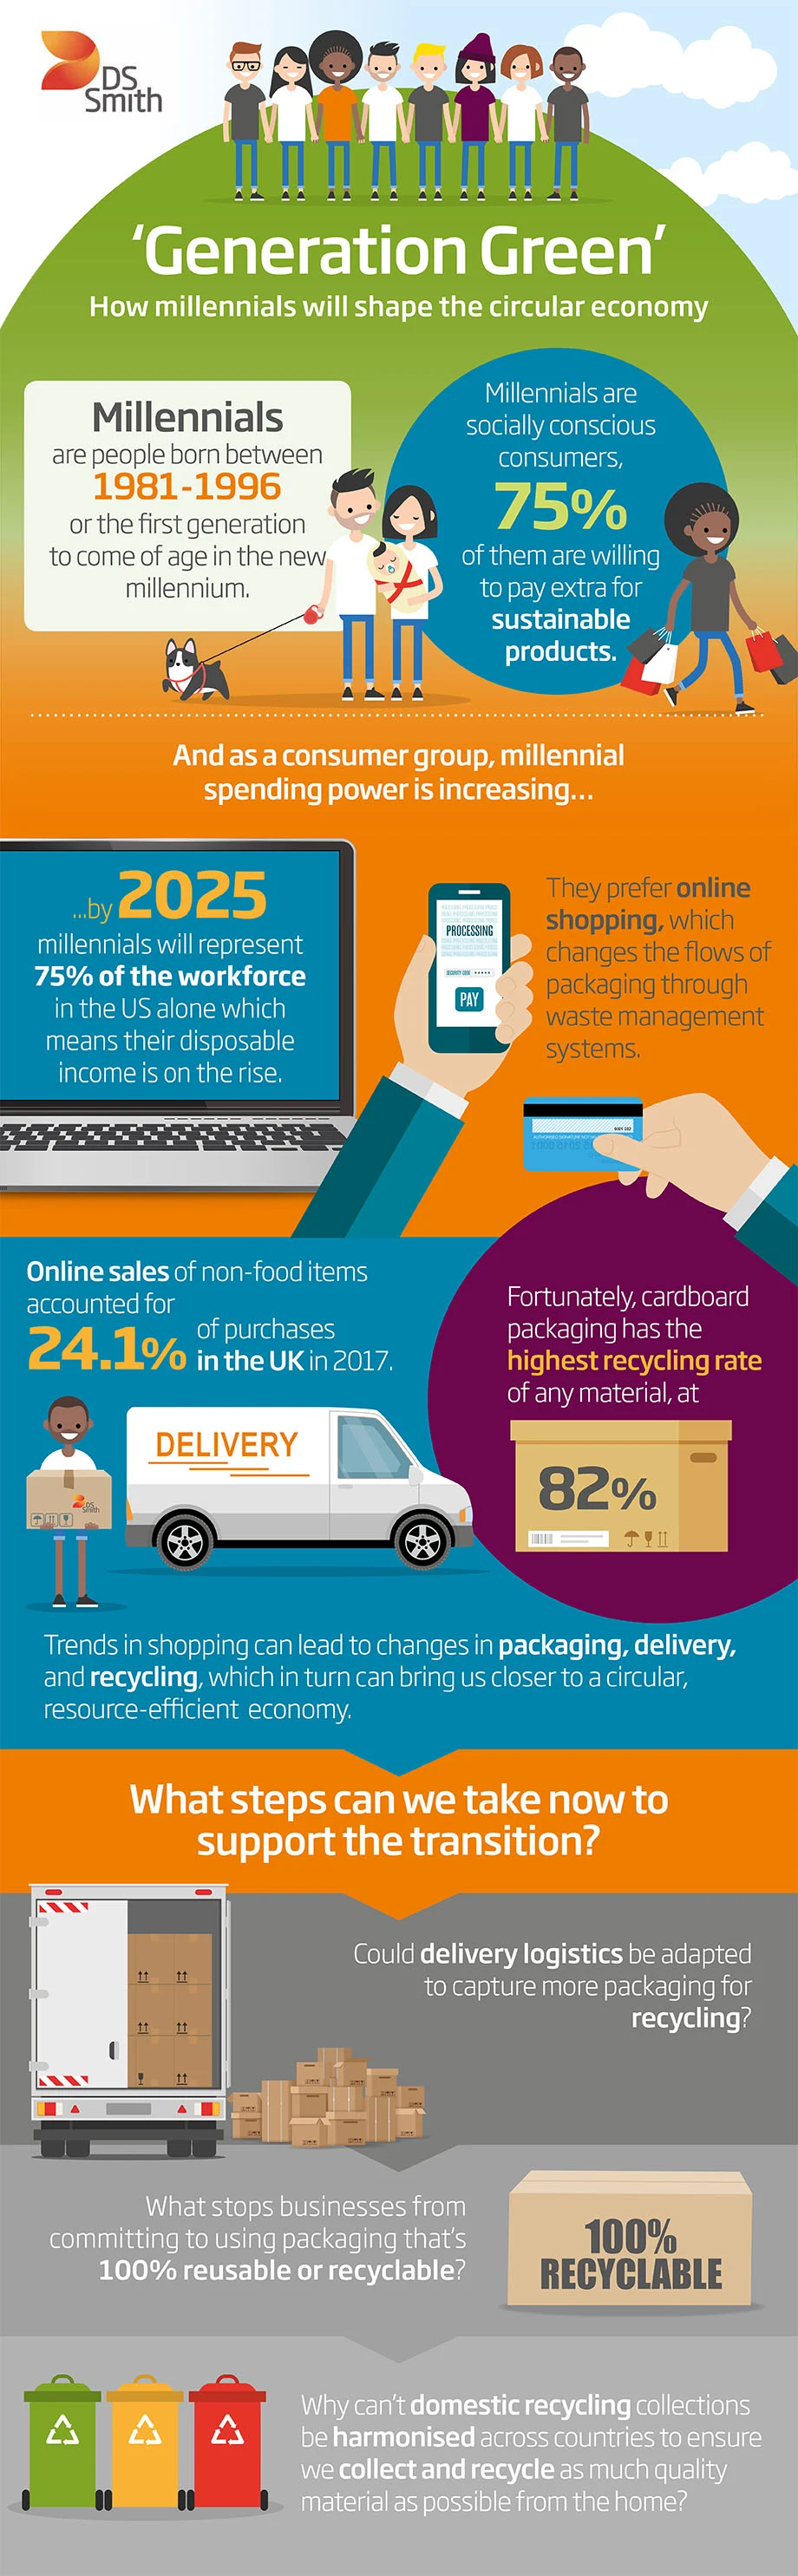 DS
Smith
'Generation Green'
How millennials will shape the circular economy
Millennials
are people born between
1981-1996
or the first generation
to come of age in the new
millennium.
Millennials are
socially conscious
consumers,
75%
of them are willing
to pay extra for
sustainable
products.
And as a consumer group, millennial
spending power is increasing...
...by 2025
millennials will represent
75% of the workforce
in the US alone which
means their disposable
income is on the rise.
PROCESSING
SECURITY CODE
PAY
They prefer online
shopping, which
changes the flows of
packaging through
waste management
systems.
Online sales of non-food items
accounted for
24.1% of purchases
in the UK in 2017.
DELIVERY
DS
Smith
Fortunately, cardboard
packaging has the
highest recycling rate
of any material, at
82%
Trends in shopping can lead to changes in packaging, delivery,
and recycling, which in turn can bring us closer to a circular,
resource-efficient economy.
What steps can we take now to
support the transition?
Could delivery logistics be adapted
to capture more packaging for
recycling?
What stops businesses from
committing to using packaging that's
100% reusable or recyclable?
100%
RECYCLABLE
Why can't domestic recycling collections
be harmonised across countries to ensure
we collect and recycle as much quality
material as possible from the home?